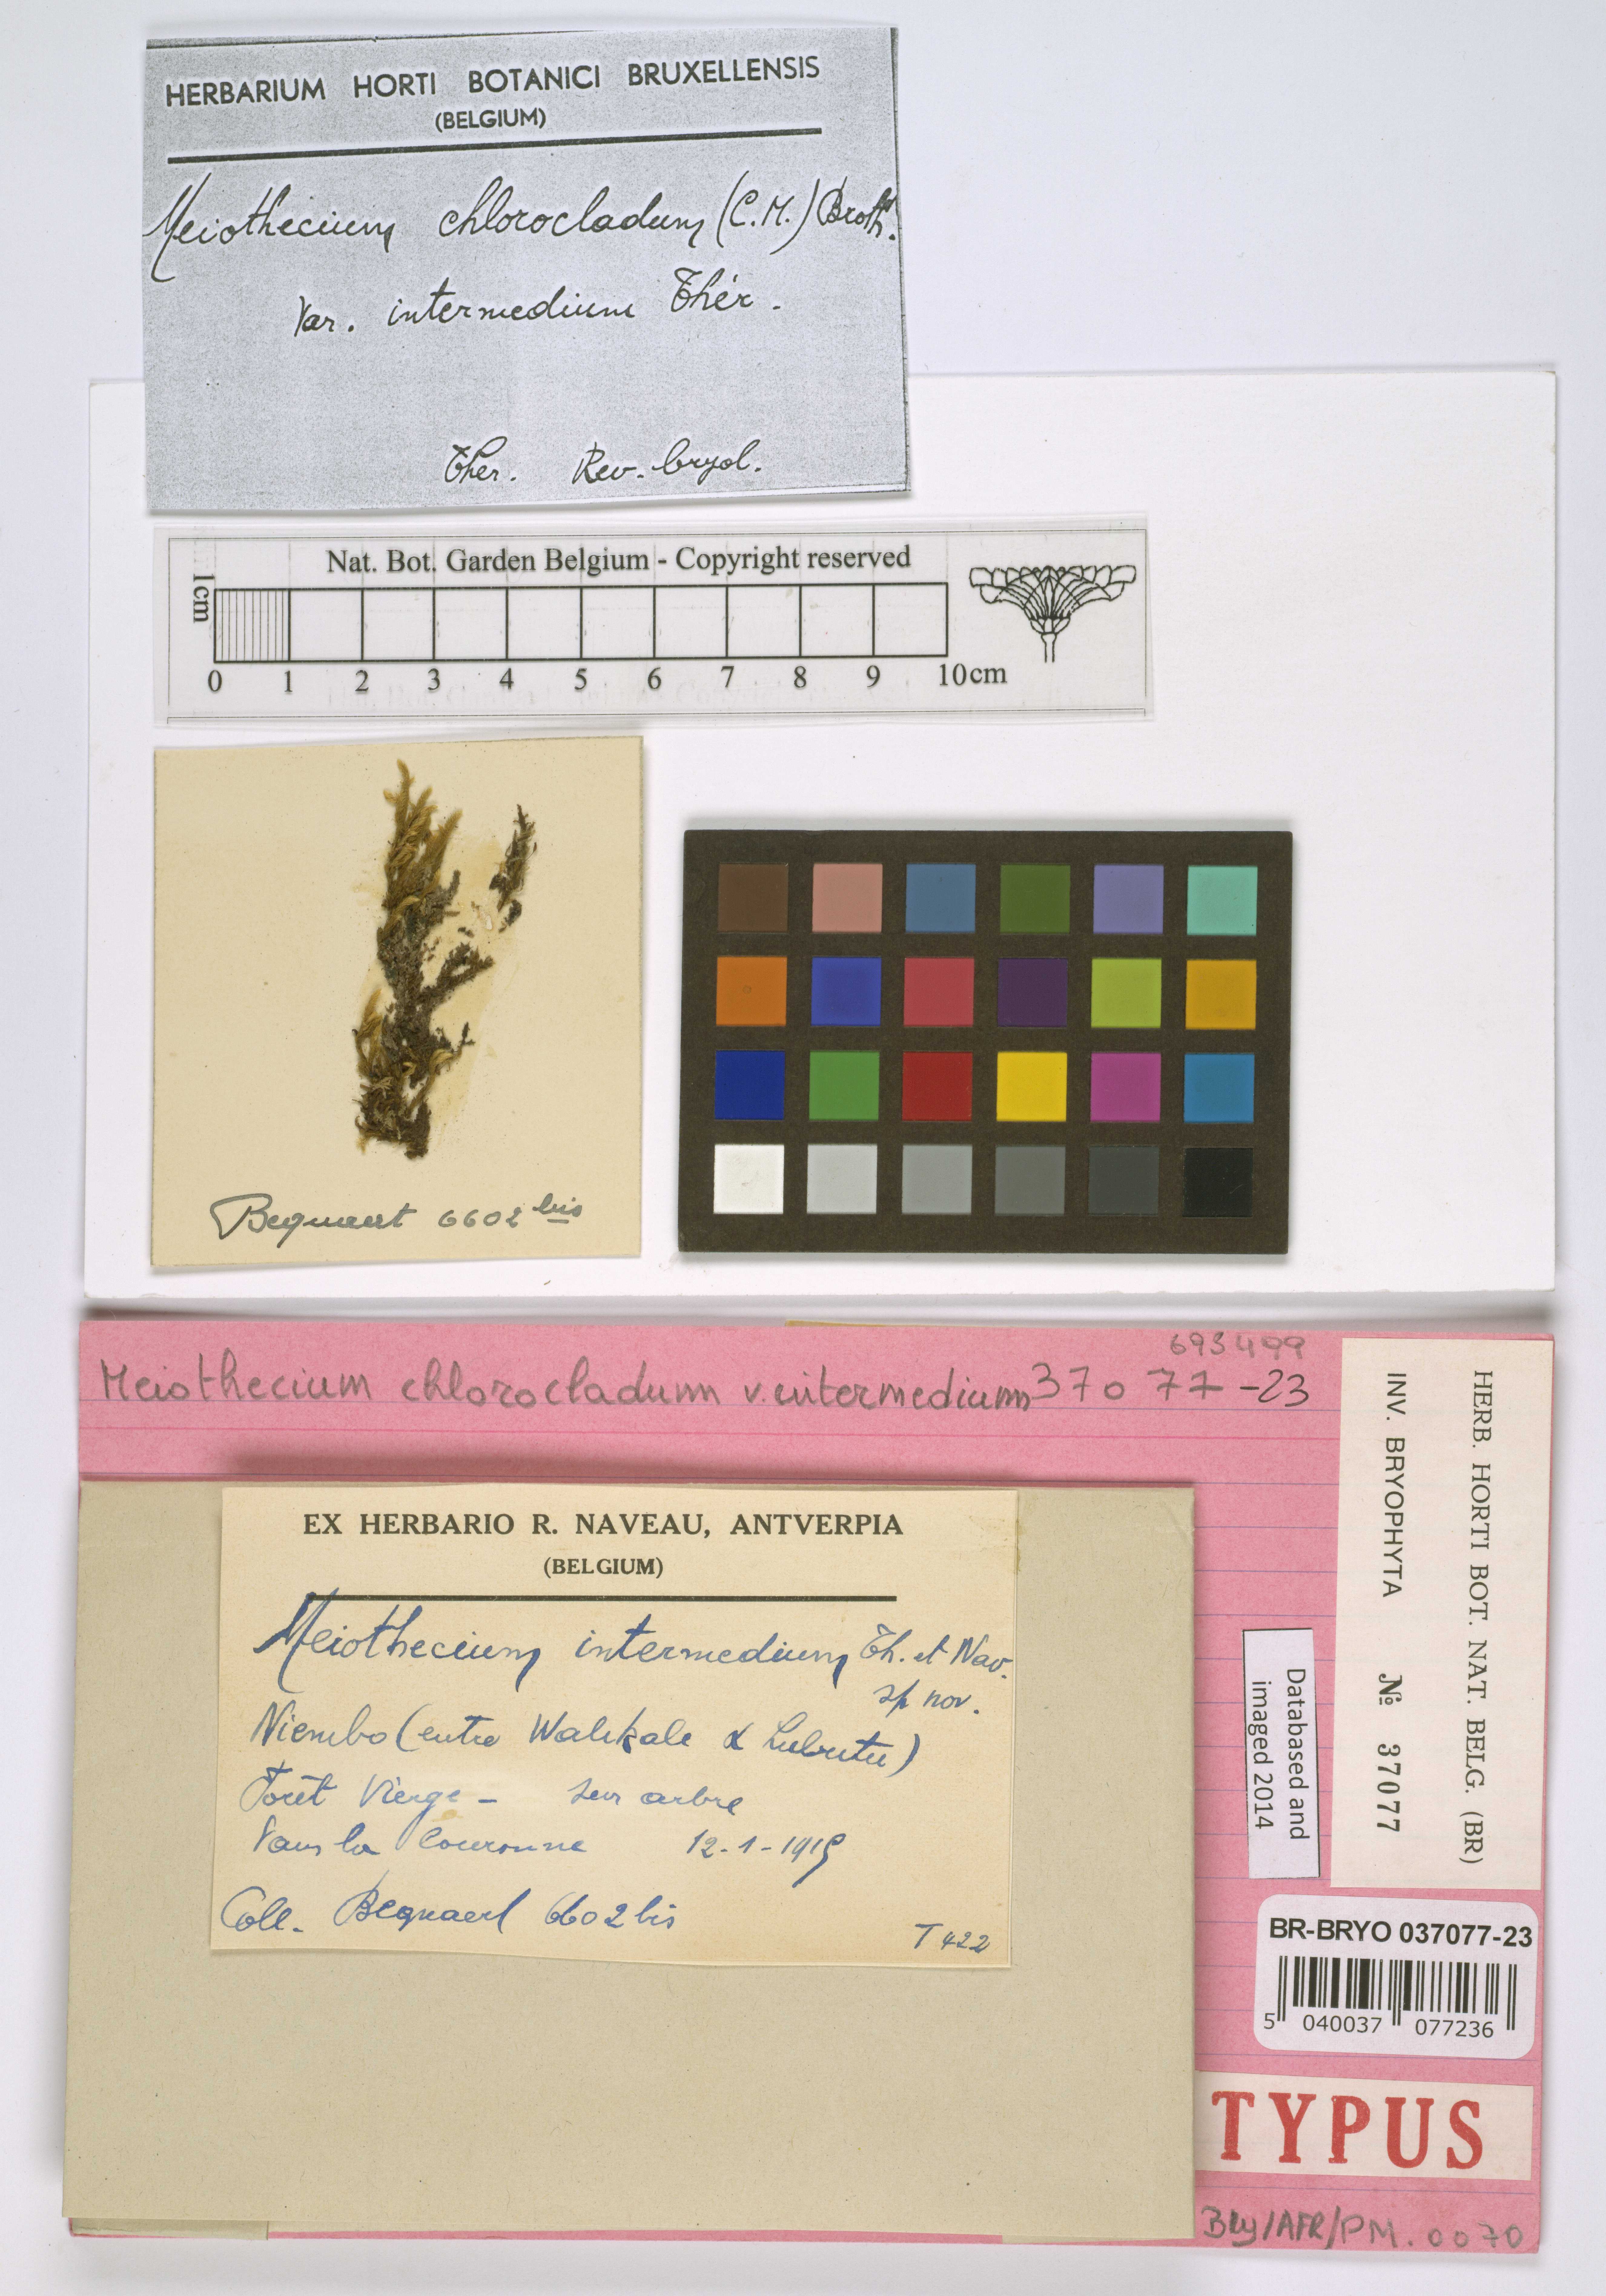 HERBARIUM HORTI BOTANICI BRUXELLENSIS
(BELGIUM)
Meiothecium chlorocladum (C.M.) Broth.
Var. intermedium Thér.
Ther. Rev. bryol.
Nat. Bot. Garden Belgium - Copyright reserved
1cm
0 1 2 3 4 5 6 7 8 9 10cm
Bequaert 6602 bis
693499
Meiothecium chlorocladum v. intermedium 37077-23
EX HERBARIO R. NAVEAU, ANTVERPIA
(BELGIUM)
Meiothecium intermedium Th. et Nav.
sp nov.
Niembo (entre Walikale & Lubutu)
Forêt Vierge - sur arbre
Dans la Couronne 12-1-1915
Coll. Bequaert 6602 bis
T 422
HERB. HORTI BOT. NAT. BELG. (BR)
INV. BRYOPHYTA № 37077
Databased and
imaged 2014
BR-BRYO 037077-23
5 040037 077236
TYPUS
Bry/AFR/PM.0070